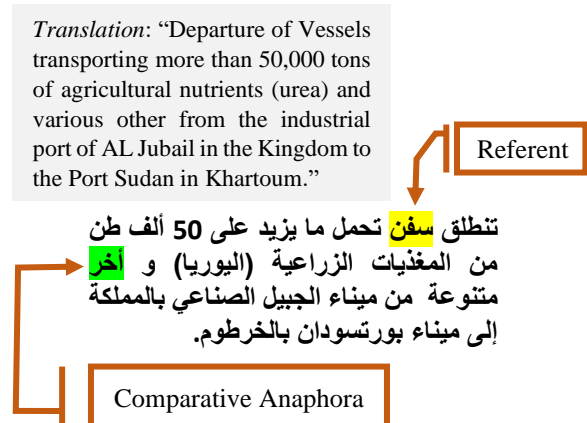 Translation: “Departure of Vessels
transporting more than 50,000 tons
of agricultural nutrients (urea) and
various other from the industrial
port of AL Jubail in the Kingdom to
the Port Sudan in Khartoum.”
Referent
تنطلق سفن تحمل ما يزيد على 50 ألف طن
من المغذيات الزراعية (اليوريا) و أخر
متنوعة من ميناء الجبيل الصناعي بالمملكة
إلى ميناء بورتسودان بالخرطوم.
Comparative Anaphora